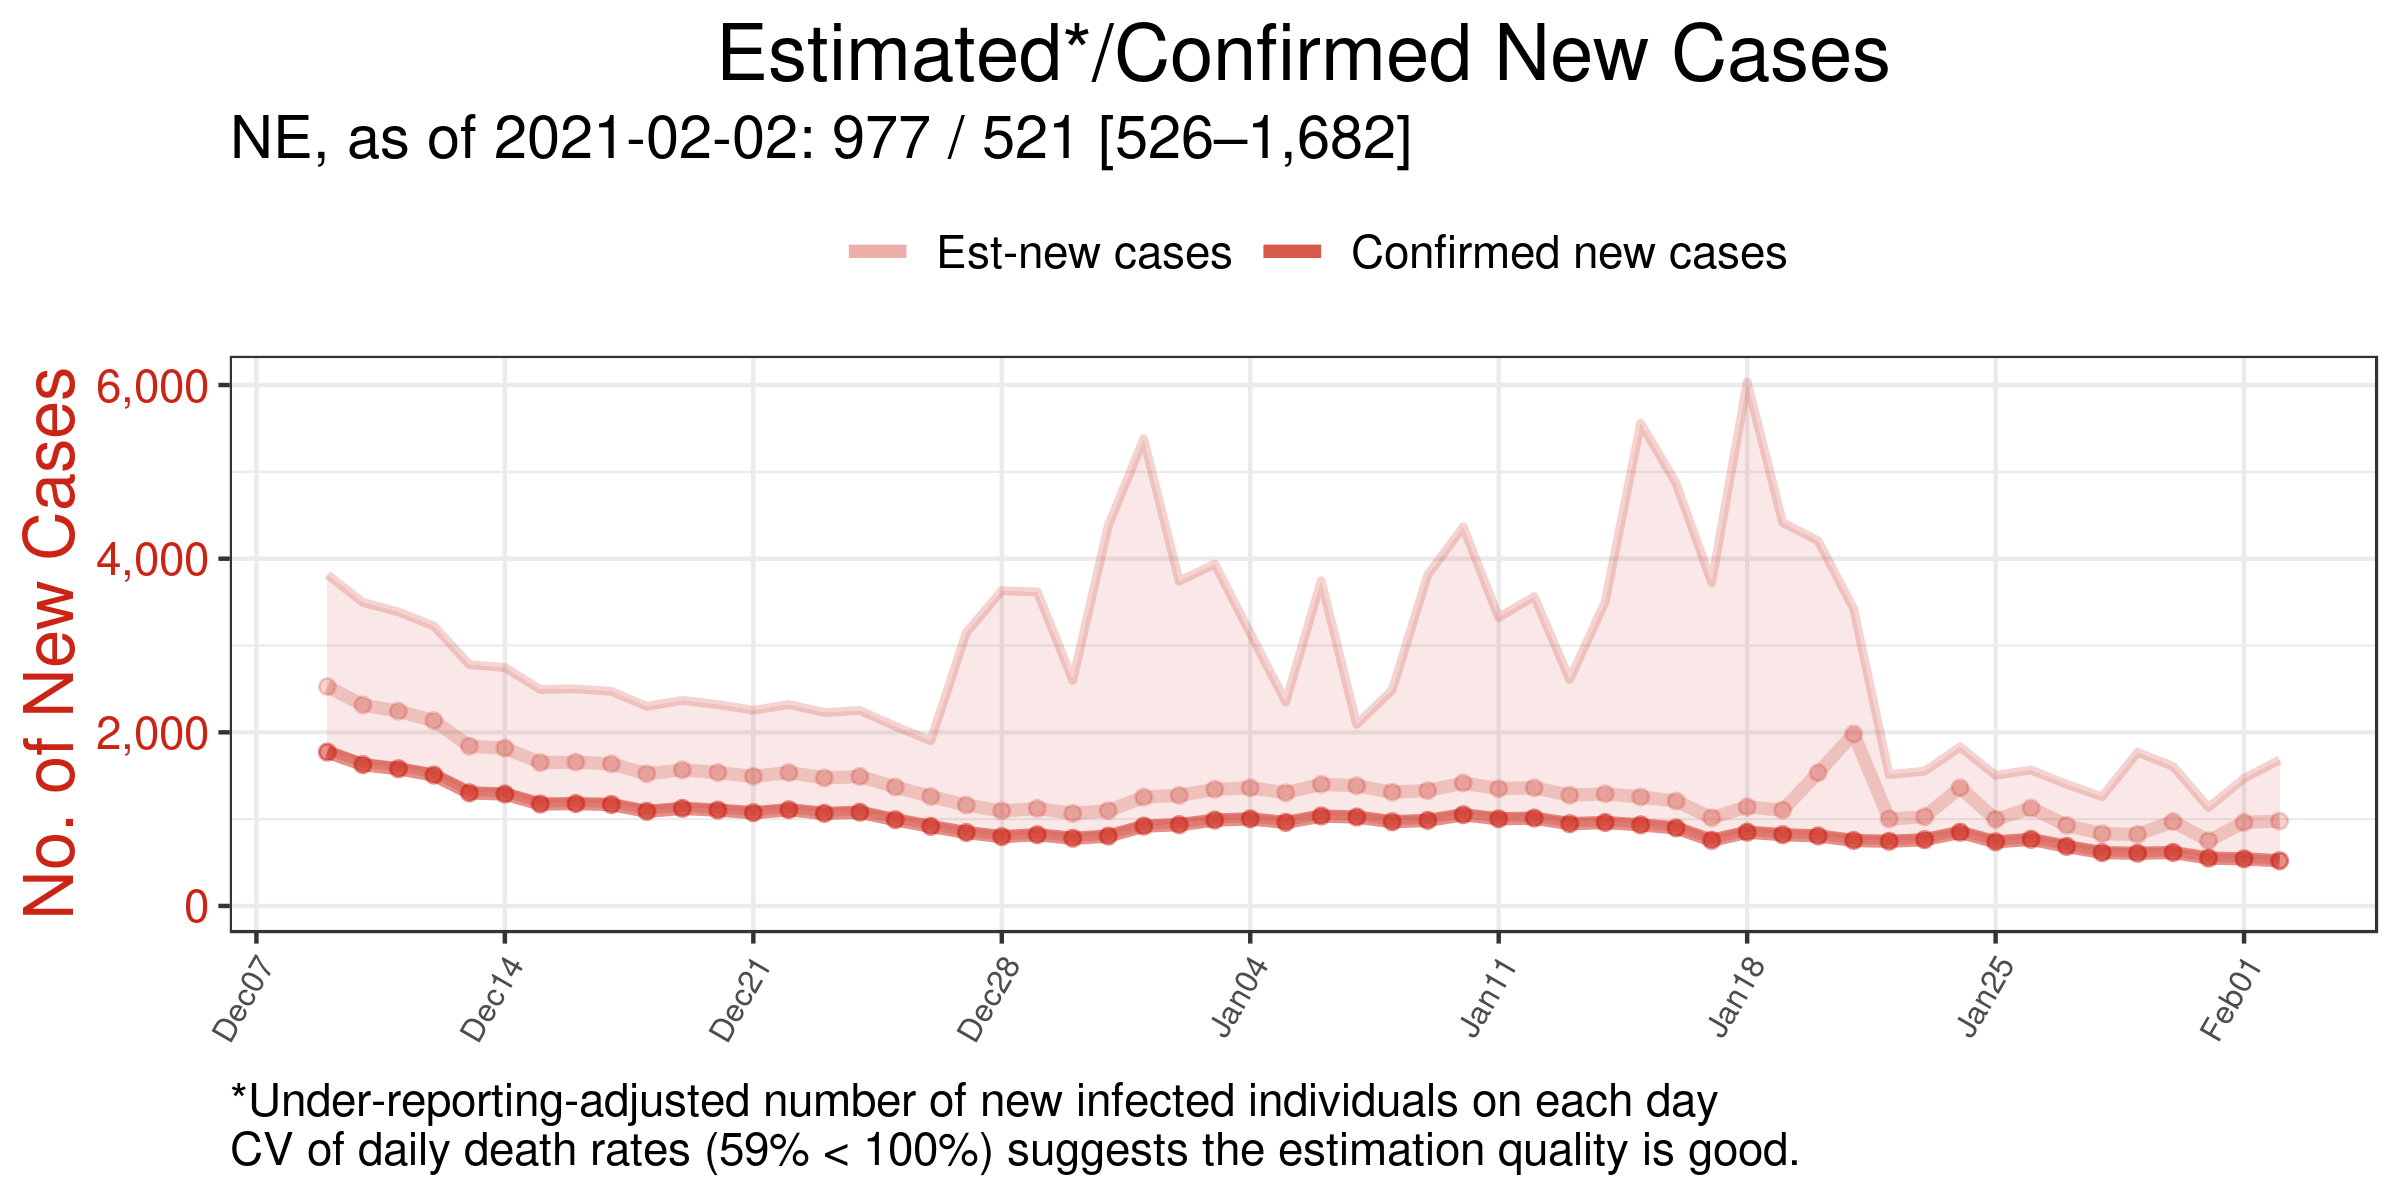 Estimated*/Confirmed New Cases
NE, as of 2021-02-02: 977 / 521 [526–1,682]
Est-new cases
Confirmed new cases
No. of New Cases
6,000
4,000
2,000
0
Dec07
Dec14
Dec21
Dec28
Jan04
Jan11
Jan18
Jan25
Feb01
*Under-reporting-adjusted number of new infected individuals on each day
CV of daily death rates (59% < 100%) suggests the estimation quality is good.